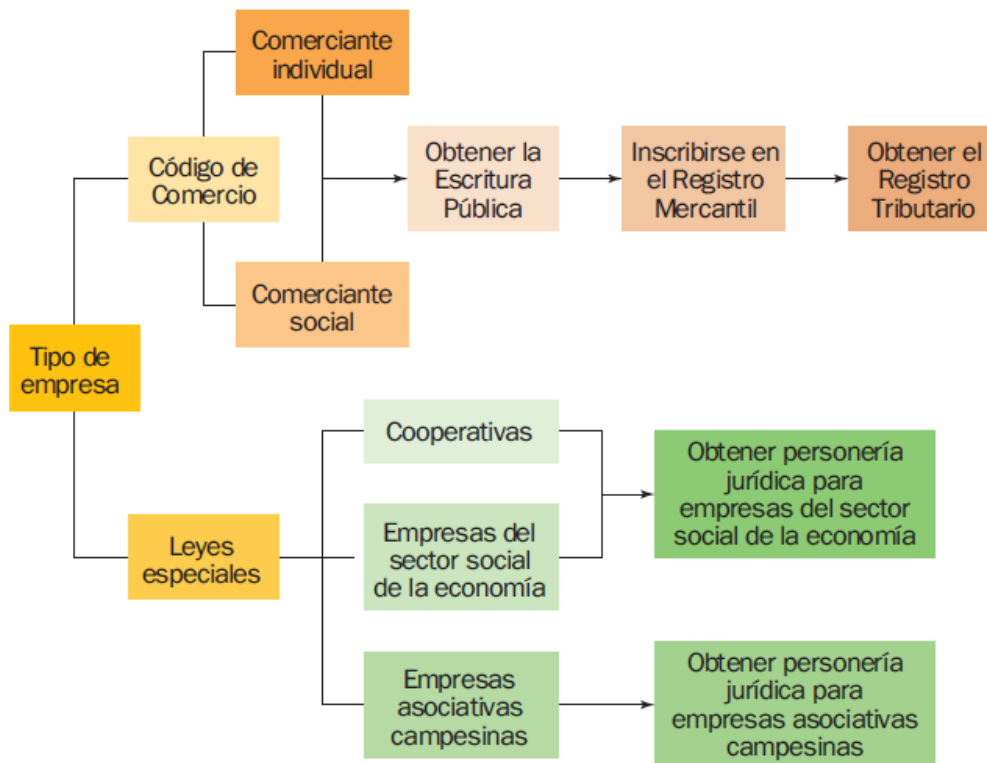 Comerciante
individual
Código de
Comercio
Obtener la
Escritura
Pública
Inscribirse en
el Registro
Mercantil
Obtener el
Registro
Tributario
Comerciante
social
Tipo de
empresa
Cooperativas
Obtener personería
jurídica para
empresas del sector
social de la economía
Leyes
especiales
Empresas del
sector social
de la economía
Empresas
asociativas
campesinas
Obtener personería
jurídica para
empresas asociativas
campesinas